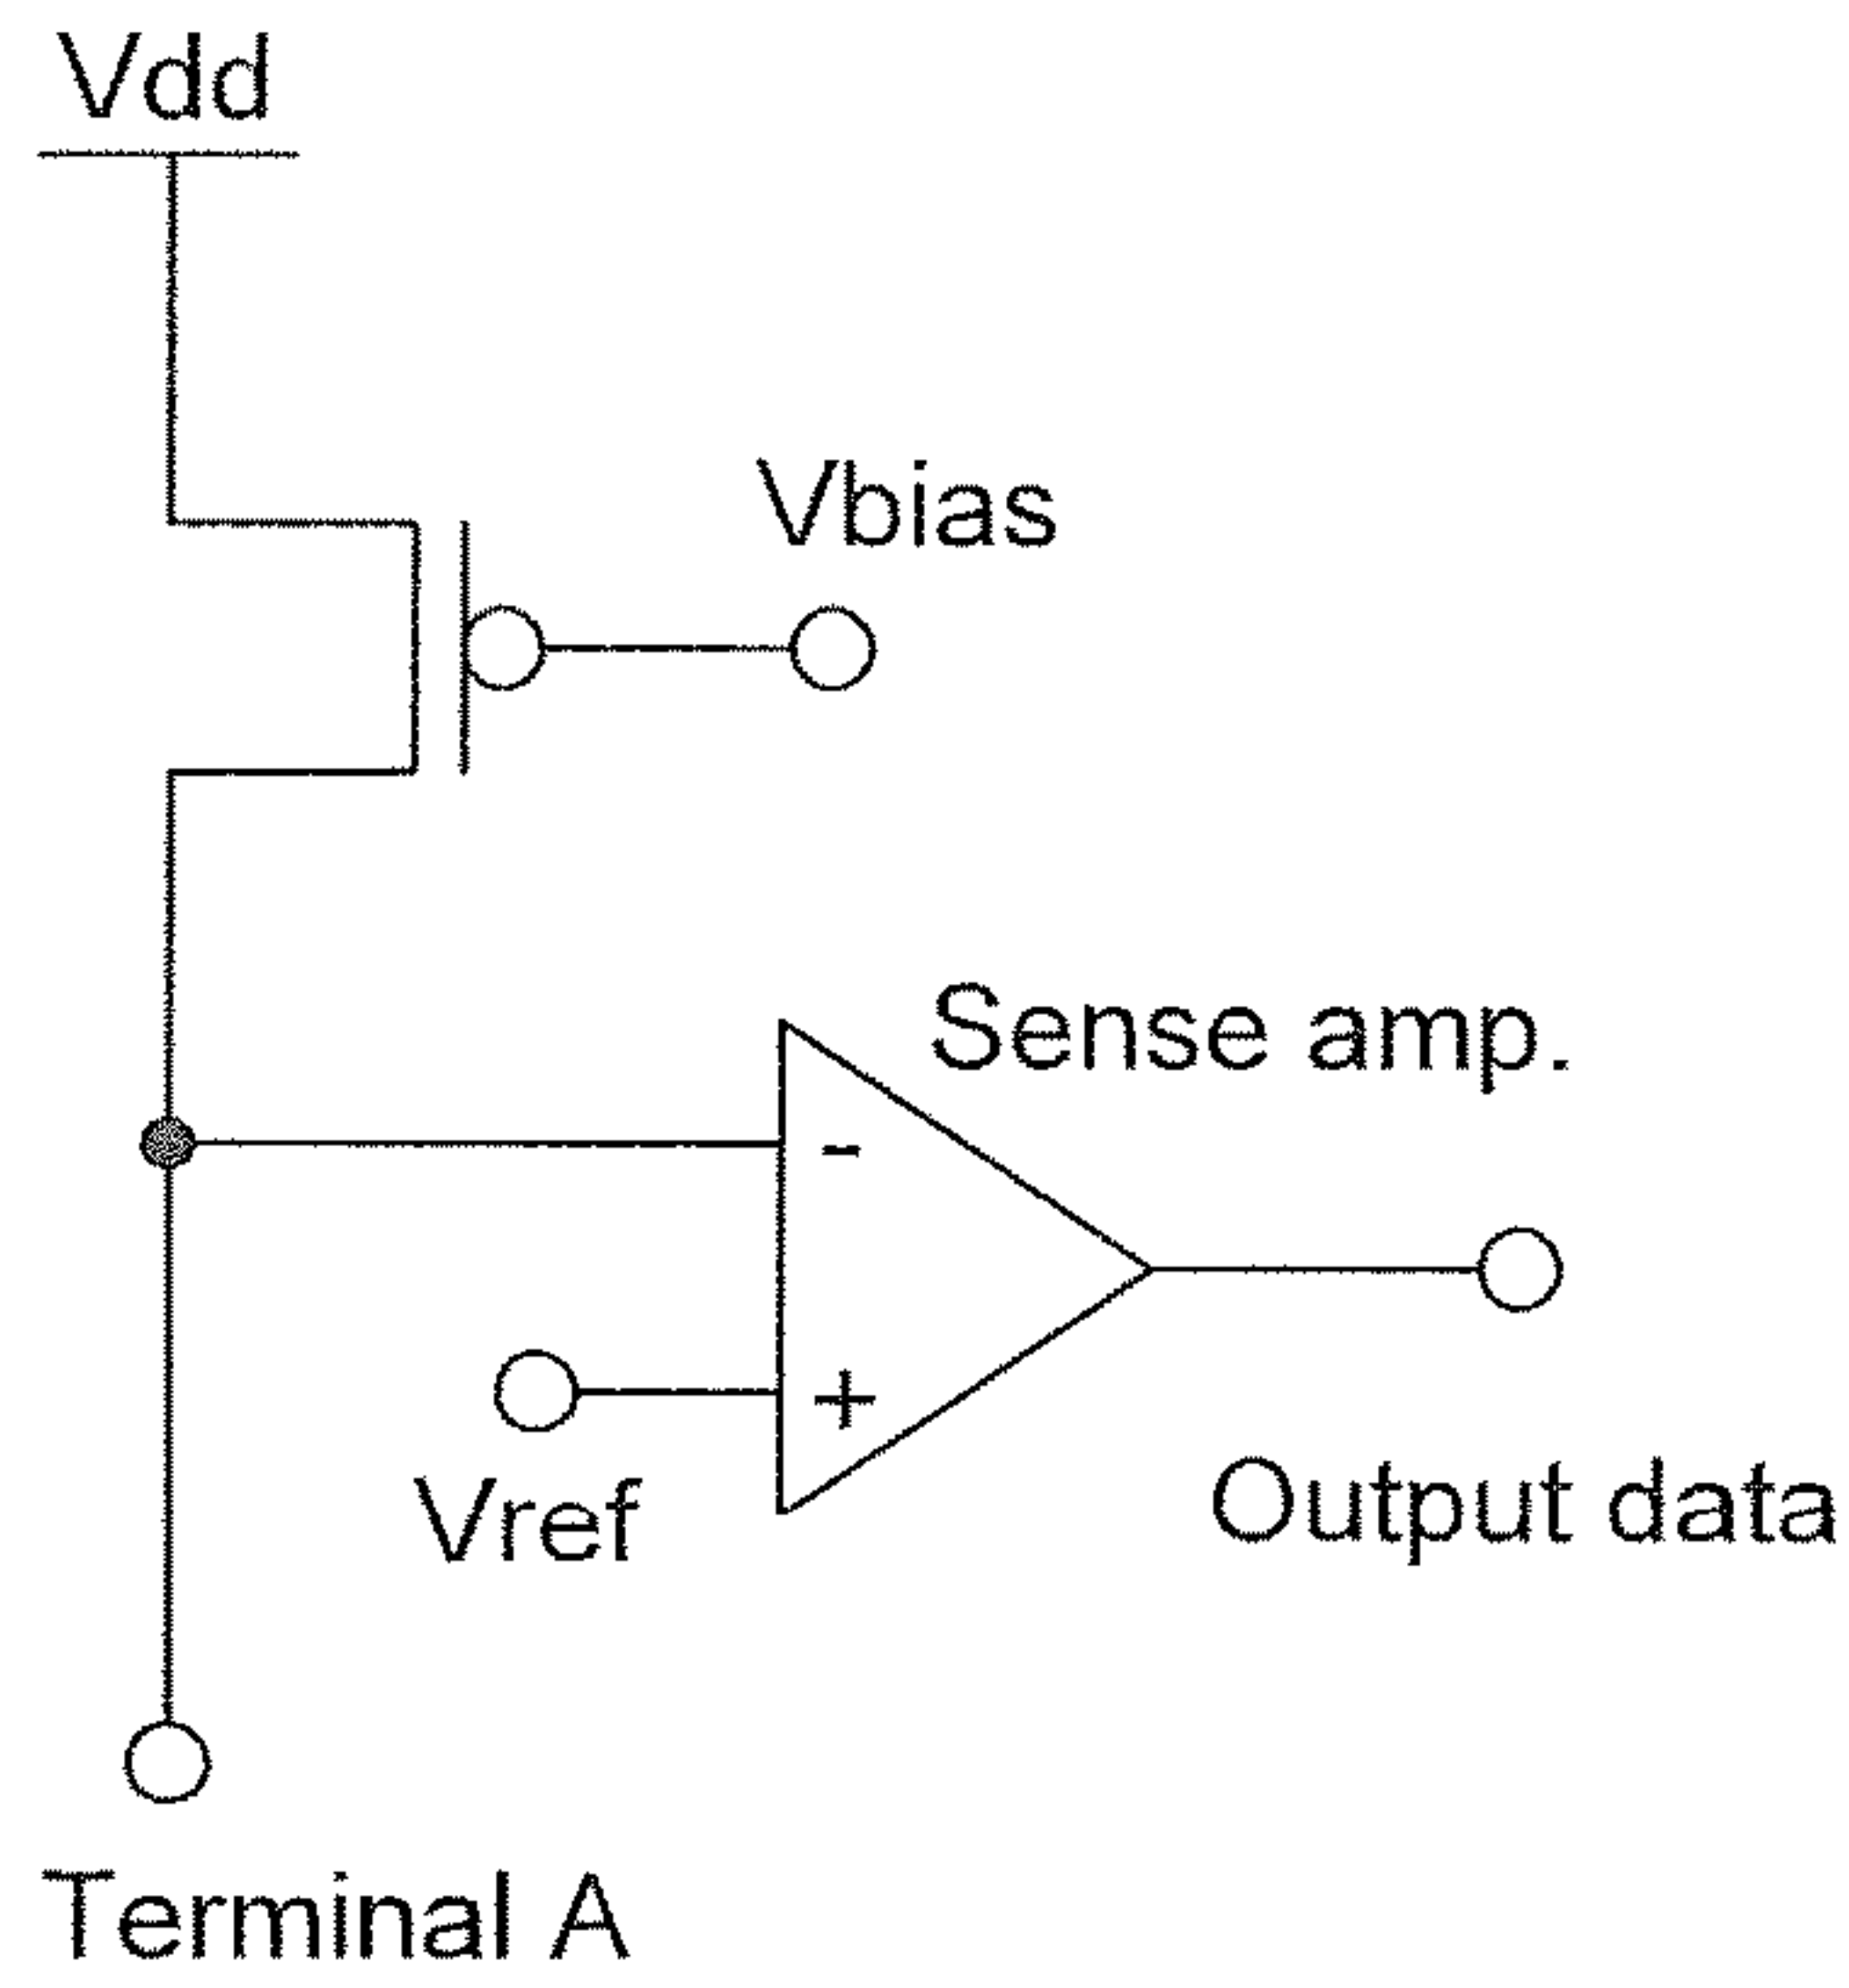 Vdd
Vbias
Sense amp.
-
+
Vref
Output data
Terminal A